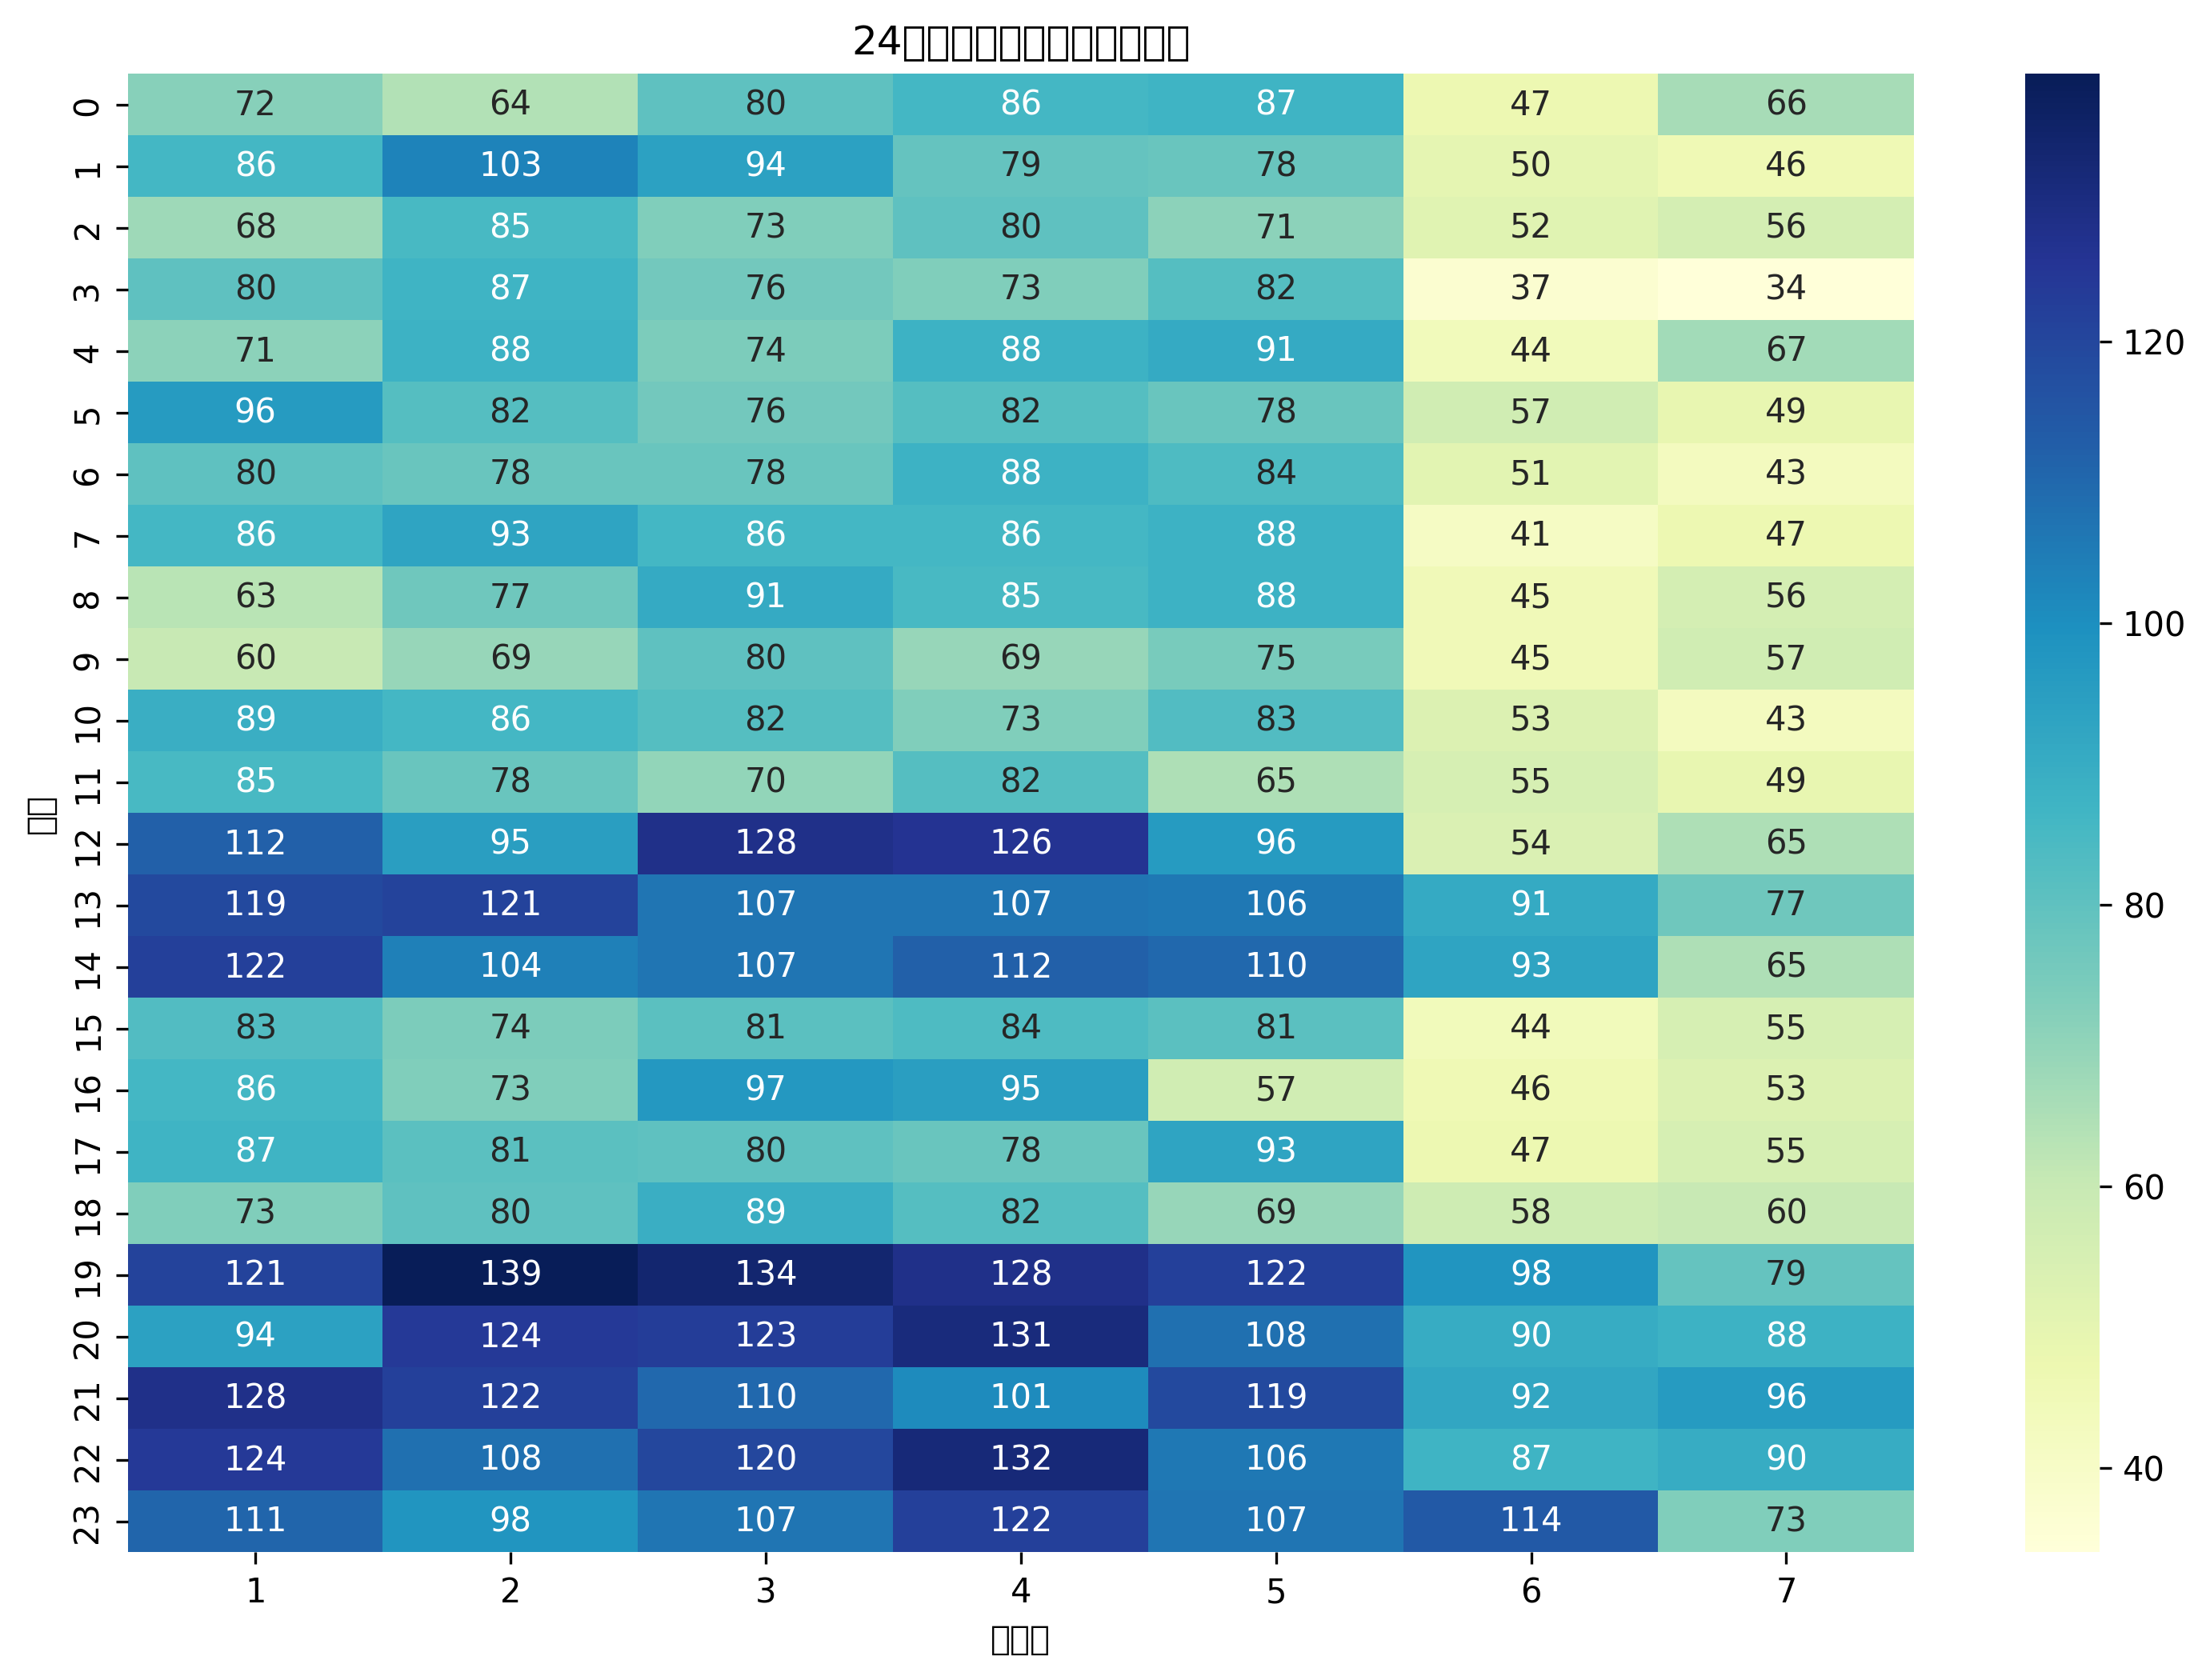 24
0 72 64 80 86 87 47 66
1 86 103 94 79 78 50 46
2 68 85 73 80 71 52 56
3 80 87 76 73 82 37 34
4 71 88 74 88 91 44 67
5 96 82 76 82 78 57 49
6 80 78 78 88 84 51 43
7 86 93 86 86 88 41 47
8 63 77 91 85 88 45 56
9 60 69 80 69 75 45 57
10 89 86 82 73 83 53 43
11 85 78 70 82 65 55 49
12 112 95 128 126 96 54 65
13 119 121 107 107 106 91 77
14 122 104 107 112 110 93 65
15 83 74 81 84 81 44 55
16 86 73 97 95 57 46 53
17 87 81 80 78 93 47 55
18 73 80 89 82 69 58 60
19 121 139 134 128 122 98 79
20 94 124 123 131 108 90 88
21 128 122 110 101 119 92 96
22 124 108 120 132 106 87 90
23 111 98 107 122 107 114 73
1 2 3 4 5 6 7
120
100
80
60
40